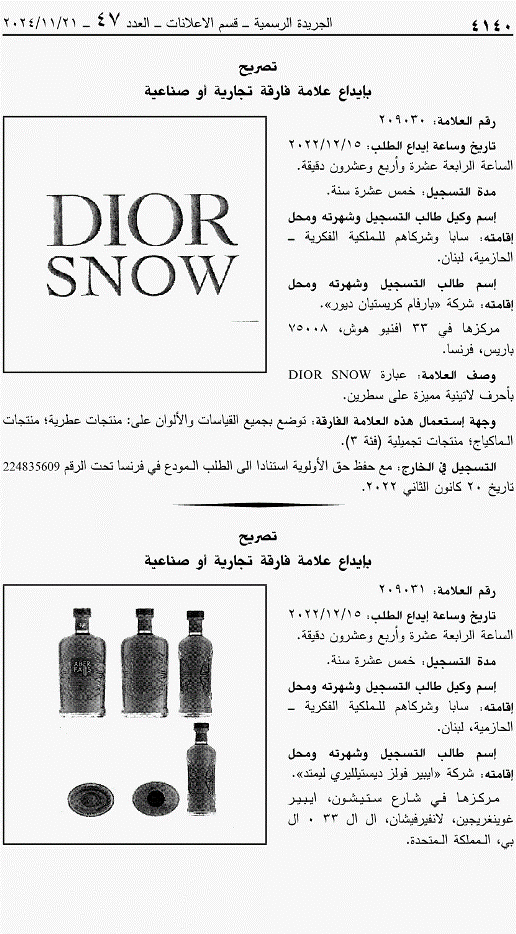 ٤١٤٠ الجريدة الرسمية ــ قسم الاعلانات ــ العدد ٤٧ ــ ٢٠٢٤/١١/٢١
تصريح
بإيداع علامة فارقة تجارية أو صناعية
رقم العلامة: ٢٠٩٠٣٠
تاريخ وساعة إيداع الطلب: ٢٠٢٢/١٢/١٥
الساعة الرابعة عشرة وأربع وعشرون دقيقة.
مدة التسجيل: خمس عشرة سنة.
إسم وكيل طالب التسجيل وشهرته ومحل
إقامته: سابا وشركاهم للملكية الفكرية ــ
الحازمية، لبنان.
إسم طالب التسجيل وشهرته ومحل
إقامته: شركة «بارفام كريستيان ديور».
مركزها في ٣٣ افنيو هوش، ٧٥٠٠٨
باريس، فرنسا.
وصف العلامة: عبارة DIOR SNOW
بأحرف لاتينية مميزة على سطرين.
DIOR
SNOW
وجهة إستعمال هذه العلامة الفارقة: توضع بجميع القياسات والألوان على: منتجات عطرية؛ منتجات
الماكياج؛ منتجات تجميلية (فئة ٣).
التسجيل في الخارج: مع حفظ حق الأولوية استنادا الى الطلب المودع في فرنسا تحت الرقم 224835609
تاريخ ٢٠ كانون الثاني ٢٠٢٢.
تصريح
بإيداع علامة فارقة تجارية أو صناعية
رقم العلامة: ٢٠٩٠٣١
تاريخ وساعة إيداع الطلب: ٢٠٢٢/١٢/١٥
الساعة الرابعة عشرة وأربع وعشرون دقيقة.
مدة التسجيل: خمس عشرة سنة.
إسم وكيل طالب التسجيل وشهرته ومحل
إقامته: سابا وشركاهم للملكية الفكرية ــ
الحازمية، لبنان.
إسم طالب التسجيل وشهرته ومحل
إقامته: شركة «ايبير فولز ديستيلليري ليمتد».
مركزها في شارع ستيشون، ايبير
غوينغريجين، لانفيرفيشان، ال ال ٣٣ ٠ ال
بي، المملكة المتحدة.
ABER
FALLS